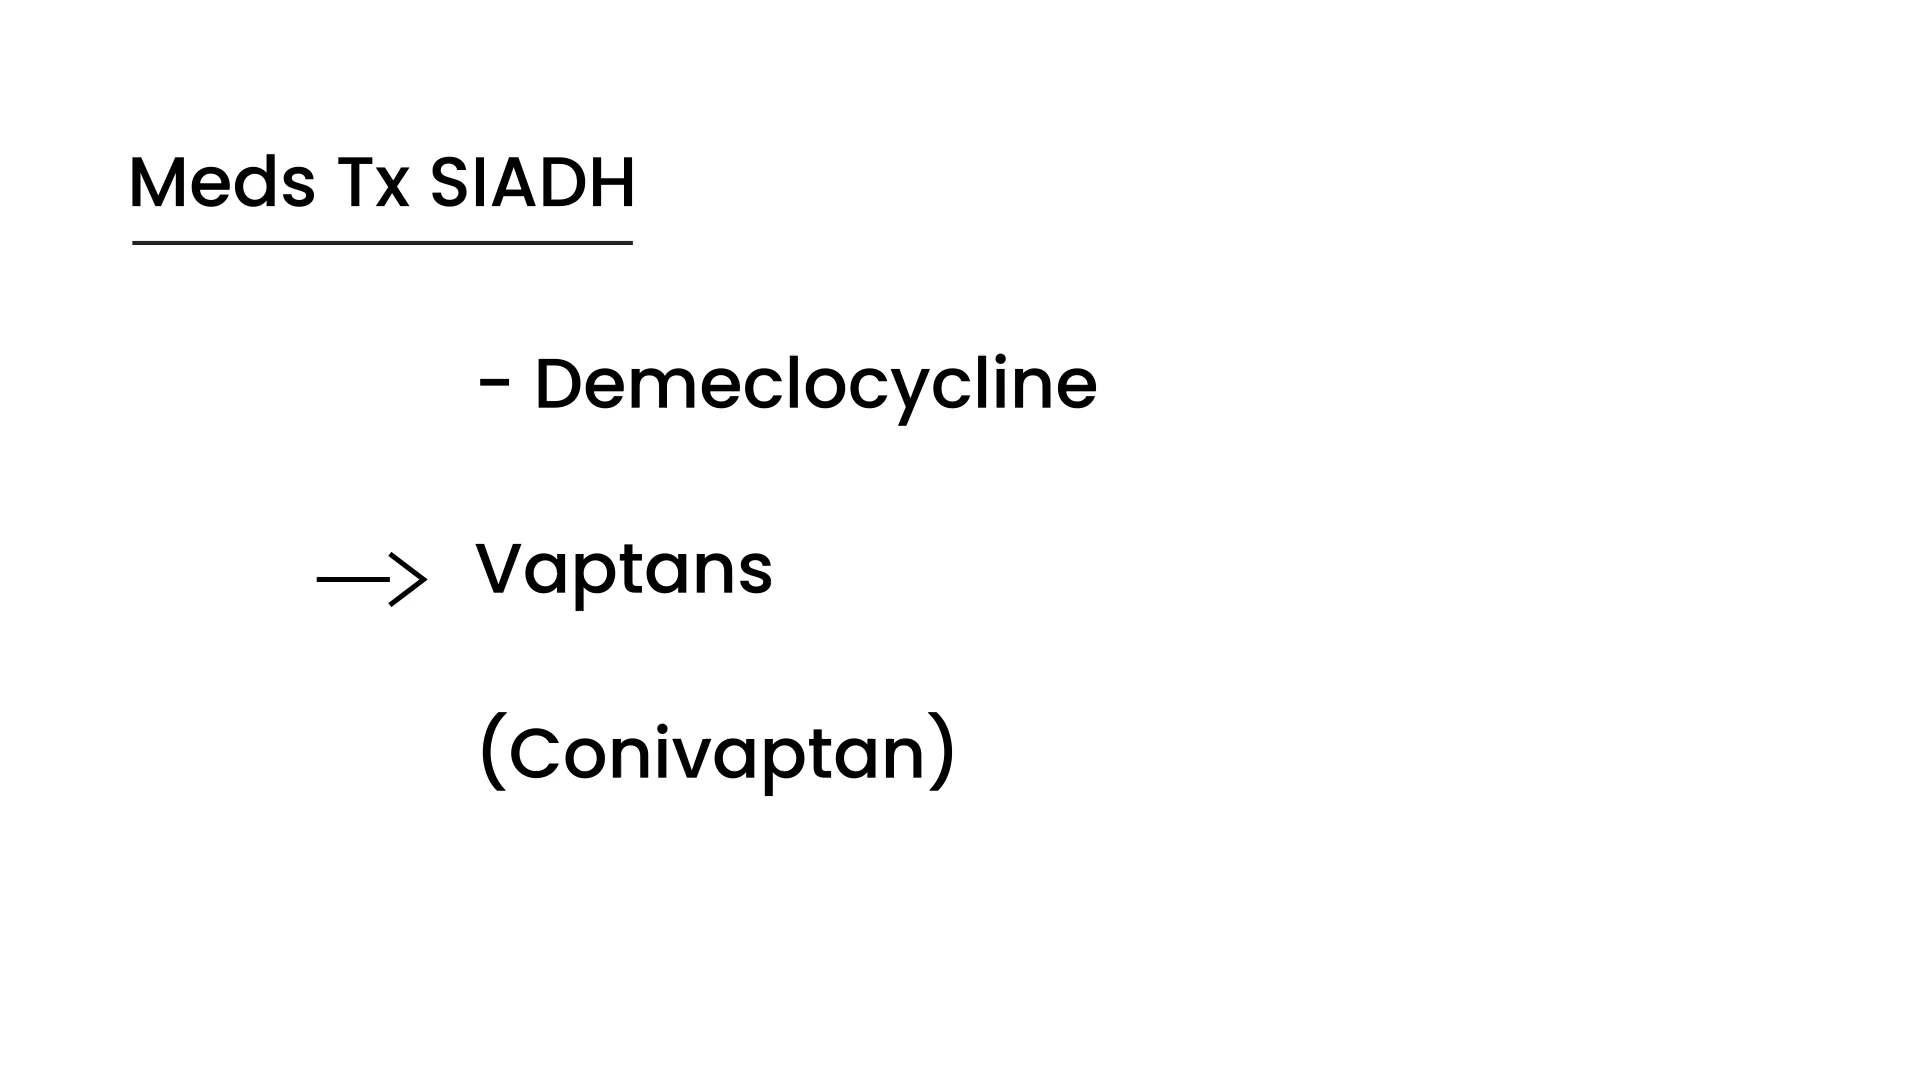 Meds Tx SIADH
- Demeclocycline
Vaptans
(Conivaptan)